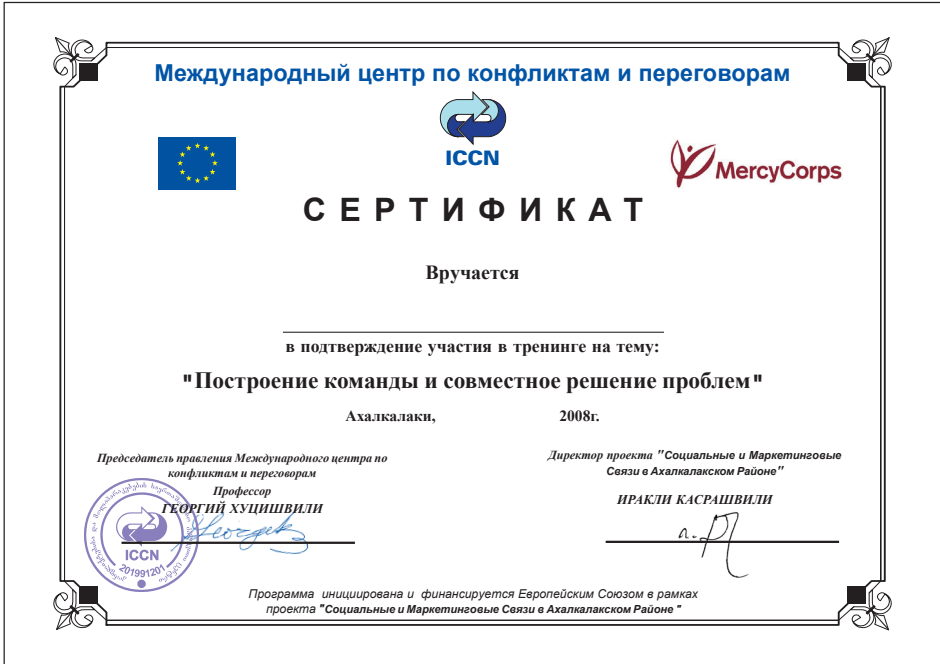 Международный центр по конфликтам и переговорам
ICCN
MercyCorps
СЕРТИФИКАТ
Вручается
в подтверждение участия в тренинге на тему:
"Построение команды и совместное решение проблем"
Ахалкалаки, 2008г.
Председатель правления Международного центра по
конфликтам и переговорам
Профессор
ГЕОРГИЙ ХУЦИШВИЛИ
Директор проекта "Социальные и Маркетинговые
Связи в Ахалкалакском Районе"
ИРАКЛИ КАСРАШВИЛИ
ICCN
201991201
Программа инициирована и финансируется Европейским Союзом в рамках
проекта "Социальные и Маркетинговые Связи в Ахалкалакском Районе "